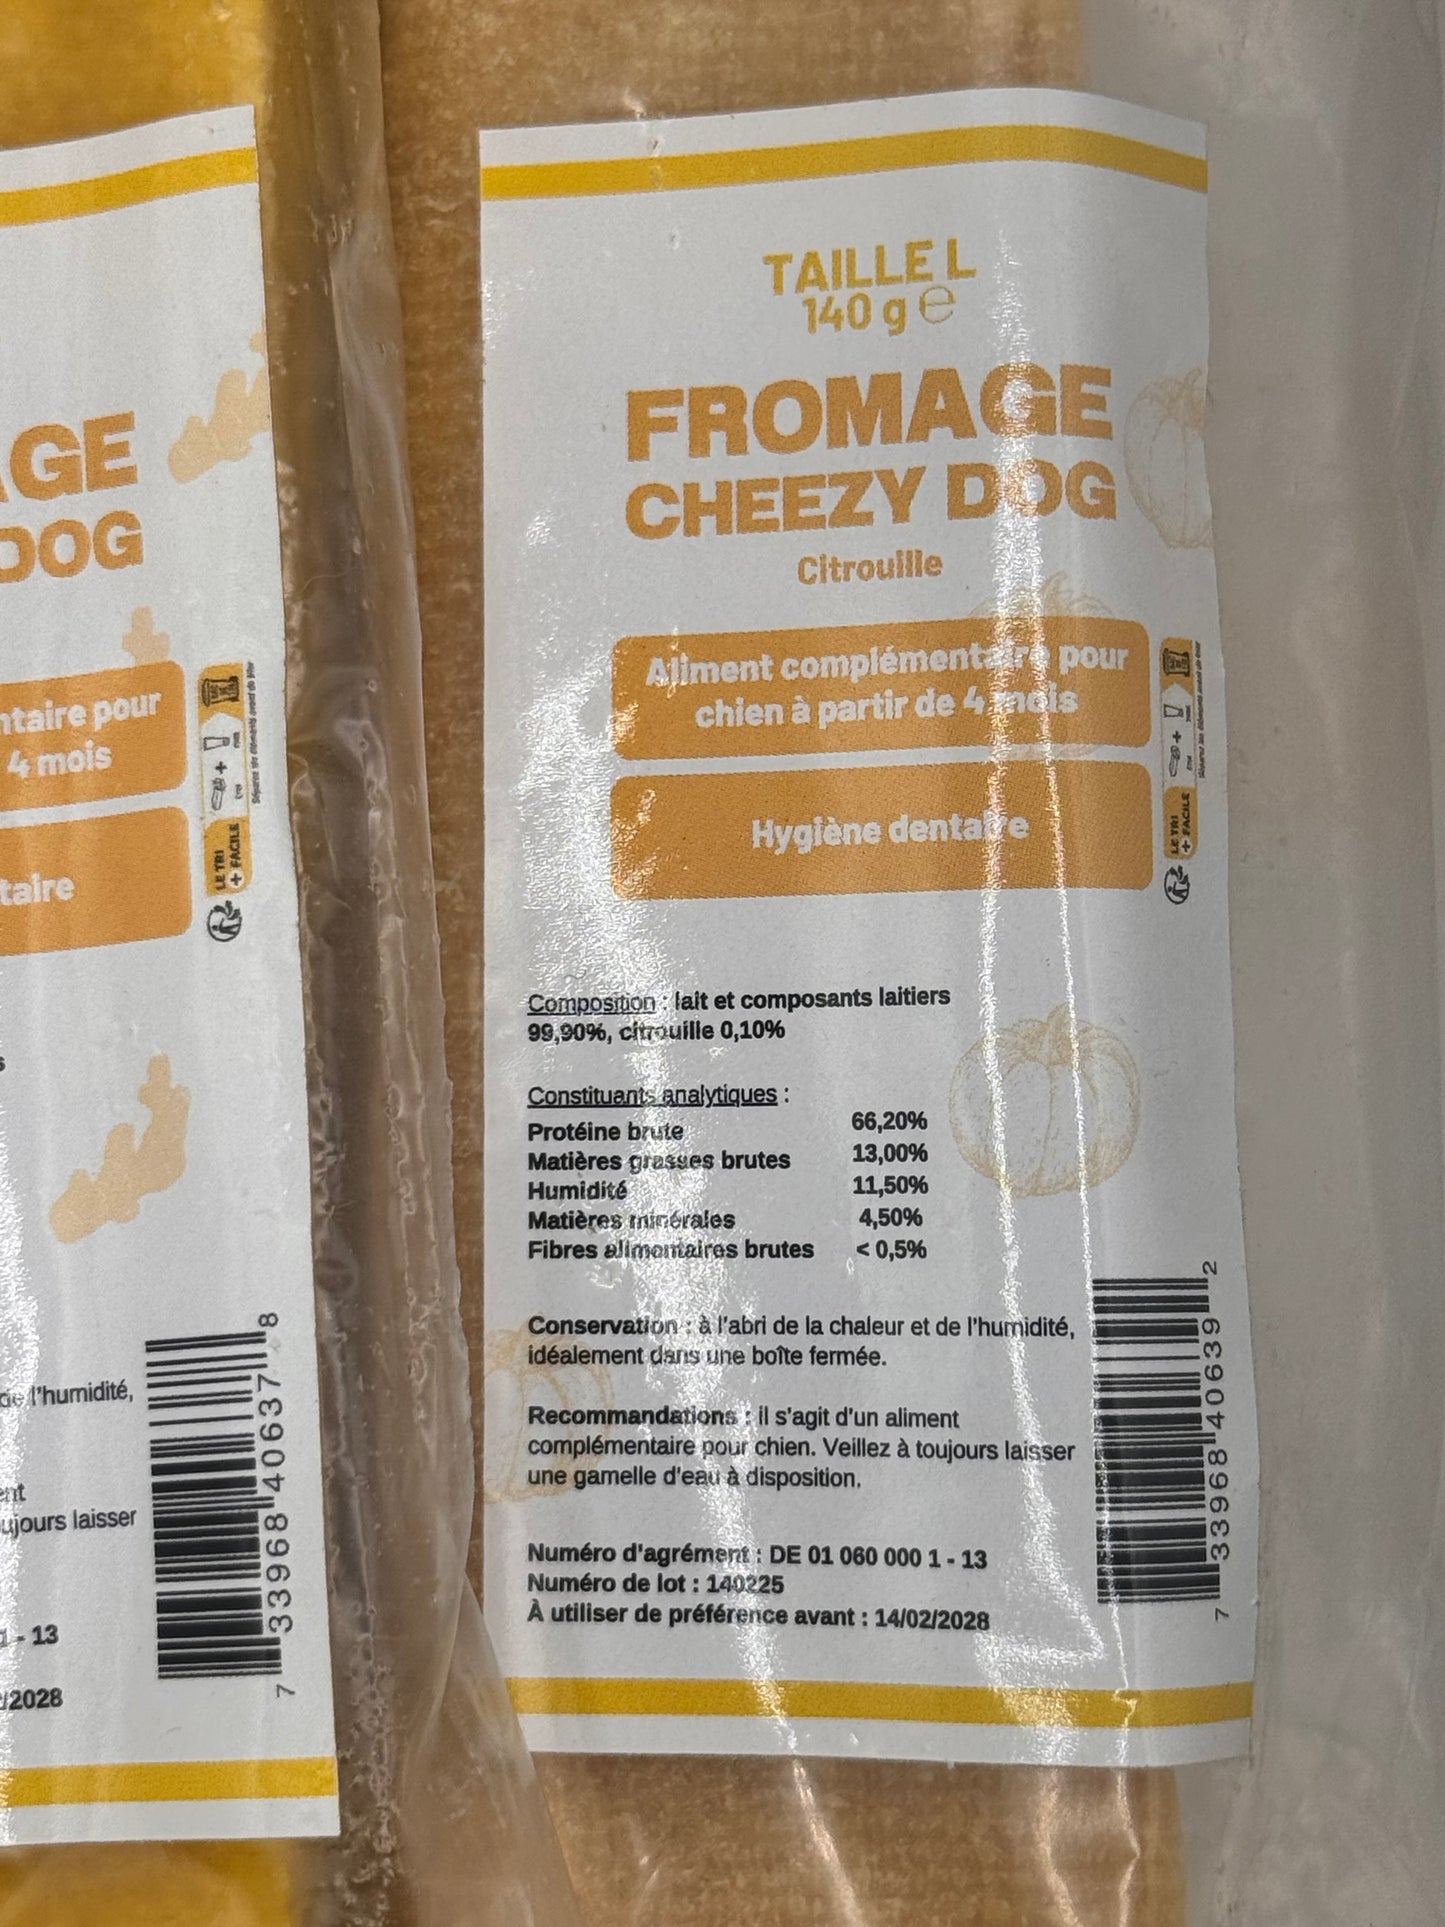 GE
DOG
ntaire pour
4 mois
taire
LE TRI
+ FACILE
de l'humidité,
ent
ujours laisser
1 - 13
/2028
7 33968 40637 8
TAILLE L
140 g ℮
FROMAGE
CHEEZY DOG
Citrouille
Aliment complémentaire pour
chien à partir de 4 mois
Hygiène dentaire
LE TRI
+ FACILE
Composition : lait et composants laitiers
99,90%, citrouille 0,10%
Constituants analytiques :
Protéine brute 66,20%
Matières grasses brutes 13,00%
Humidité 11,50%
Matières minérales 4,50%
Fibres alimentaires brutes < 0,5%
Conservation : à l'abri de la chaleur et de l'humidité,
idéalement dans une boîte fermée.
Recommandations : il s'agit d'un aliment
complémentaire pour chien. Veillez à toujours laisser
une gamelle d'eau à disposition.
Numéro d'agrément : DE 01 060 000 1 - 13
Numéro de lot : 140225
À utiliser de préférence avant : 14/02/2028
7 33968 40639 2